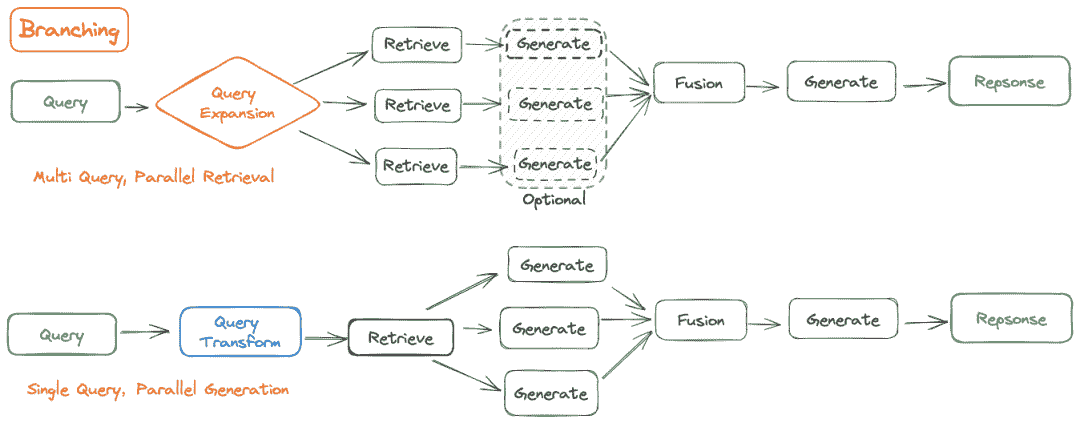 Branching
Query
Query
Expansion
Retrieve
Retrieve
Retrieve
Generate
Generate
Generate
Optional
Fusion
Generate
Repsonse
Multi Query, Parallel Retrieval
Query
Query
Transform
Retrieve
Generate
Generate
Generate
Fusion
Generate
Repsonse
Single Query, Parallel Generation